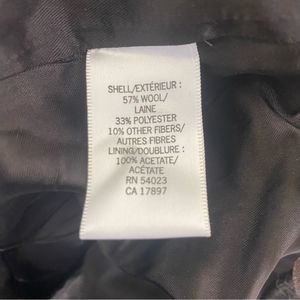 SHELL/EXTÉRIEUR :
57% WOOL/
LAINE
33% POLYESTER
10% OTHER FIBERS/
AUTRES FIBRES
LINING/DOUBLURE :
100% ACETATE/
ACÉTATE
RN 54023
CA 17897